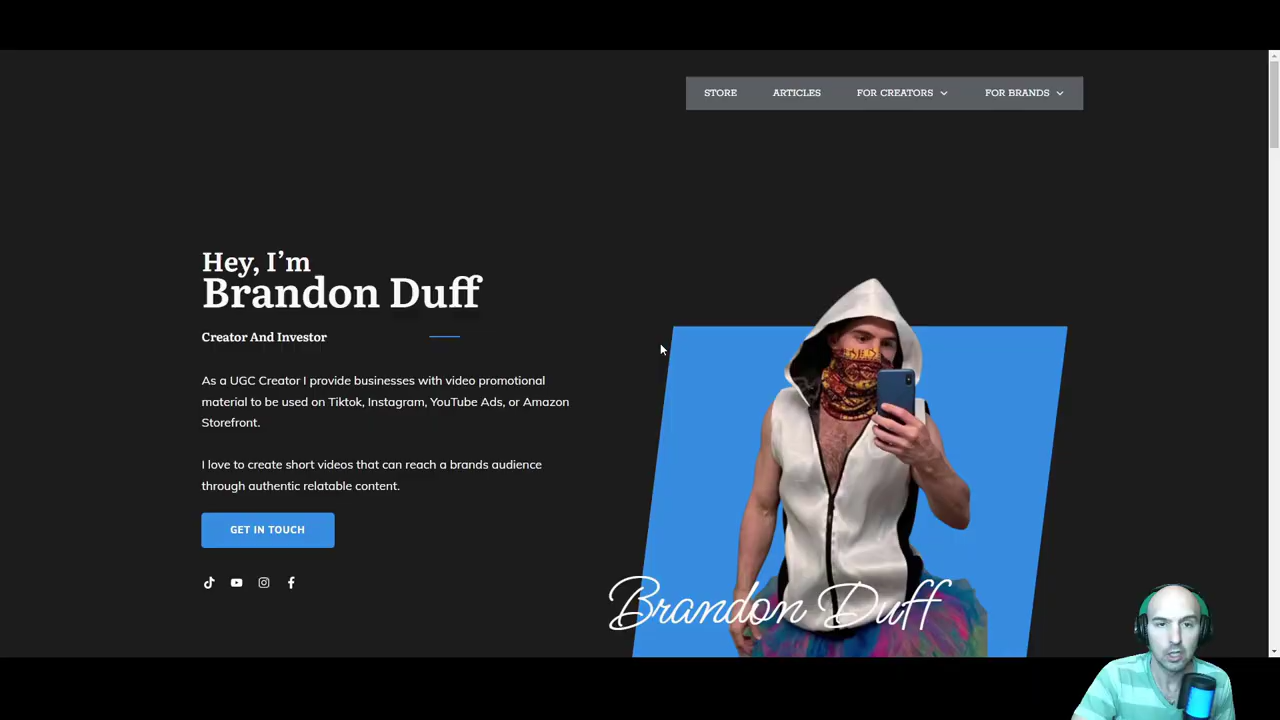 STORE ARTICLES FOR CREATORS FOR BRANDS
Hey, I'm
Brandon Duff
Creator And Investor
As a UGC Creator I provide businesses with video promotional
material to be used on Tiktok, Instagram, YouTube Ads, or Amazon
Storefront.
I love to create short videos that can reach a brands audience
through authentic relatable content.
GET IN TOUCH
Brandon Duff